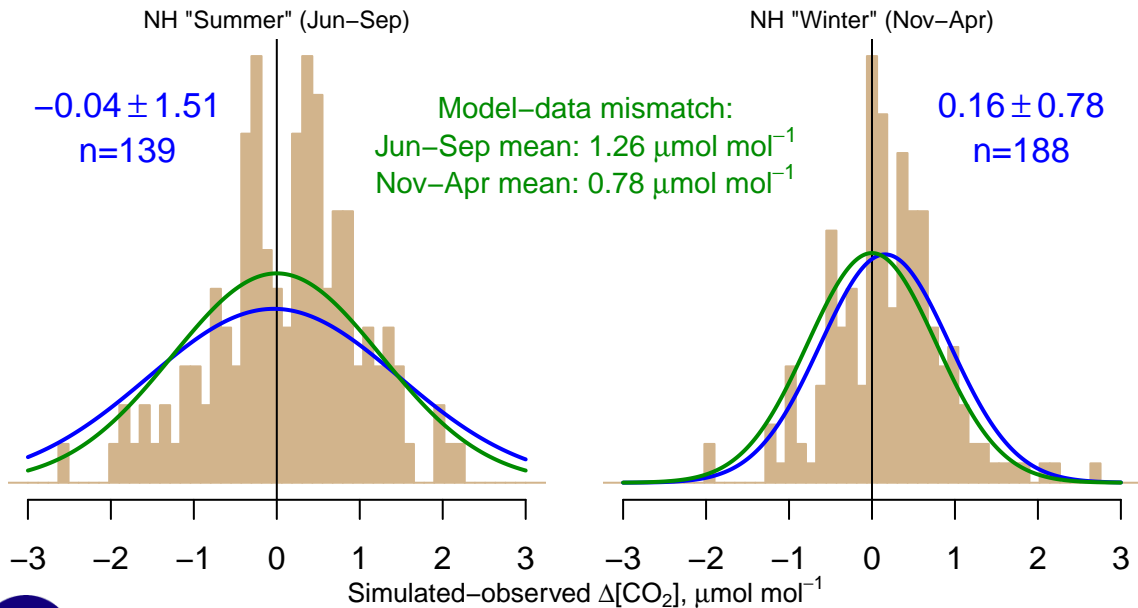 NH "Summer" (Jun−Sep)
NH "Winter" (Nov−Apr)
−0.04 ± 1.51
n=139
Model−data mismatch:
Jun−Sep mean: 1.26 μmol mol⁻¹
Nov−Apr mean: 0.78 μmol mol⁻¹
0.16 ± 0.78
n=188
−3 −2 −1 0 1 2 3
−3 −2 −1 0 1 2 3
Simulated−observed Δ[CO₂], μmol mol⁻¹